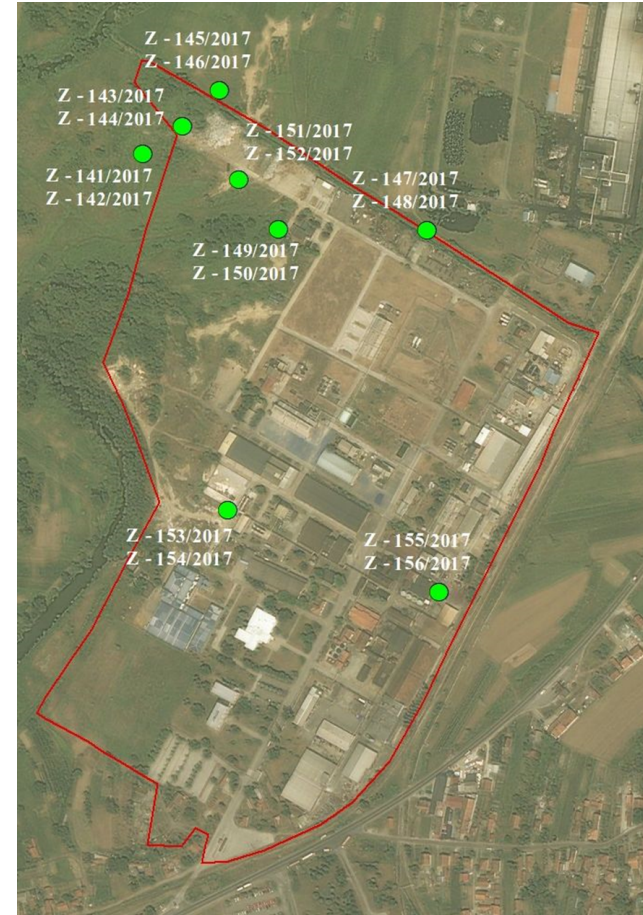 Z - 145/2017
Z - 146/2017
Z - 143/2017
Z - 144/2017
Z - 151/2017
Z - 152/2017
Z - 141/2017
Z - 142/2017
Z - 147/2017
Z - 148/2017
Z - 149/2017
Z - 150/2017
Z - 153/2017
Z - 154/2017
Z - 155/2017
Z - 156/2017